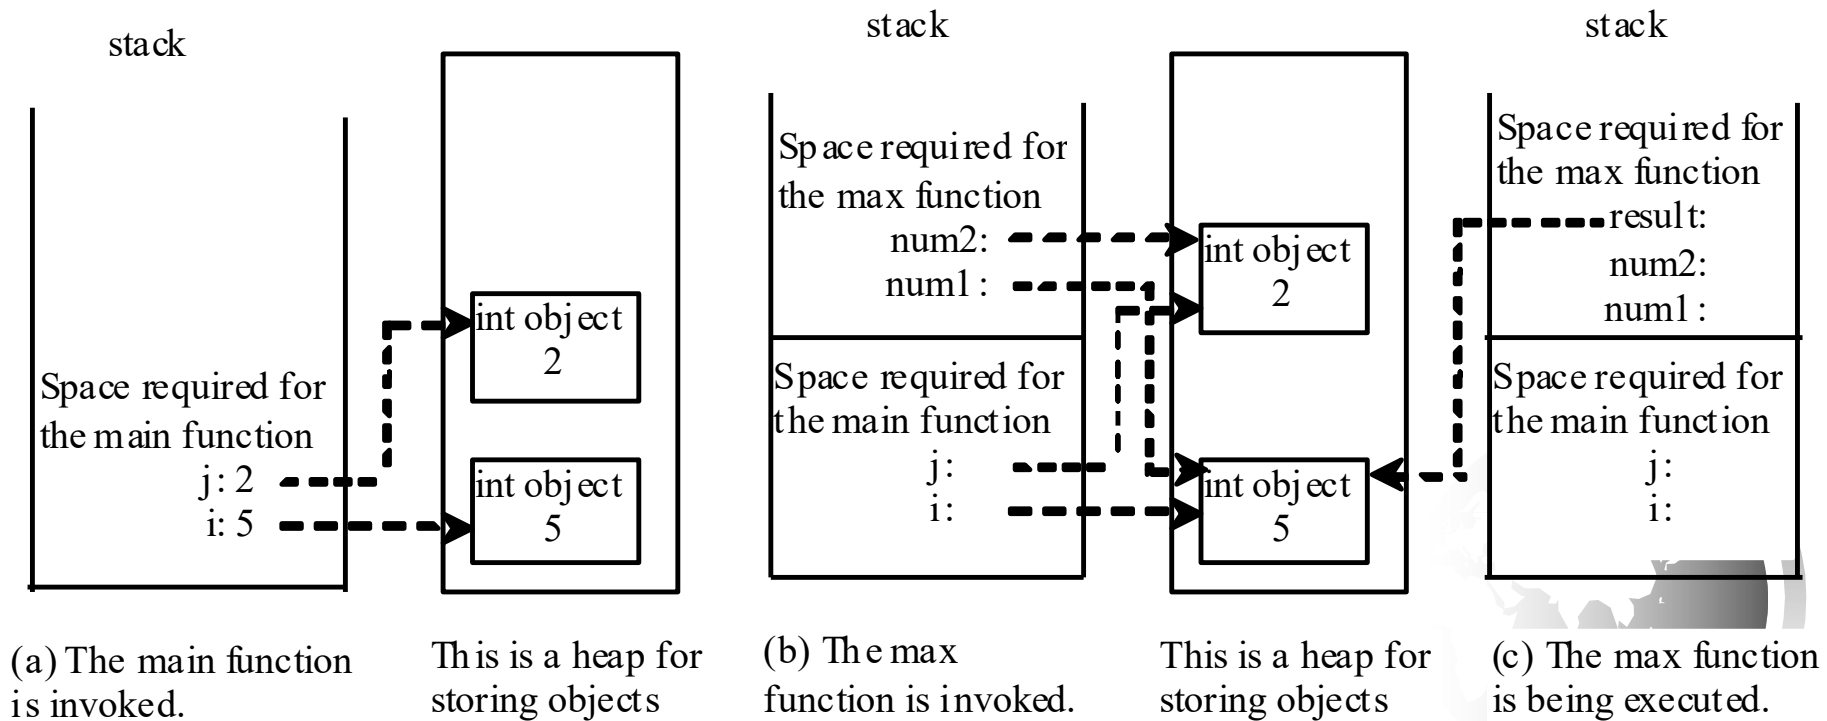 stack
Space required for
the main function
j: 2
i: 5
(a) The main function
is invoked.
int object
2
int object
5
This is a heap for
storing objects
stack
Space required for
the max function
num2:
num1:
Space required for
the main function
j:
i:
(b) The max
function is invoked.
int object
2
int object
5
This is a heap for
storing objects
stack
Space required for
the max function
result:
num2:
num1:
Space required for
the main function
j:
i:
(c) The max function
is being executed.